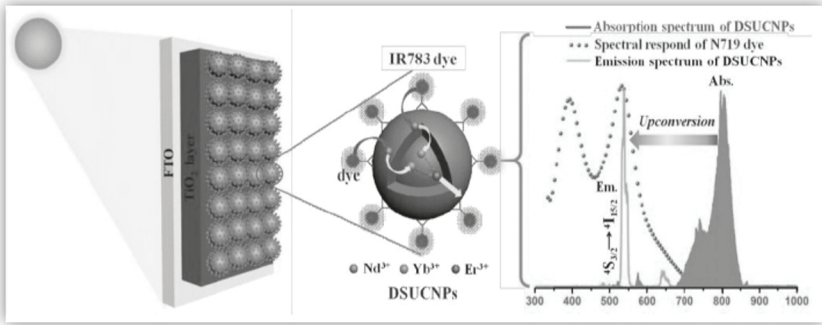 FTO
TiO₂ layer
IR783 dye
dye
Nd³⁺ Yb³⁺ Er³⁺
DSUCNPs
Absorption spectrum of DSUCNPs
Spectral respond of N719 dye
Emission spectrum of DSUCNPs
Abs.
Upconversion
Em.
⁴S₃/₂→⁴I₁₅/₂
300 400 500 600 700 800 900 1000